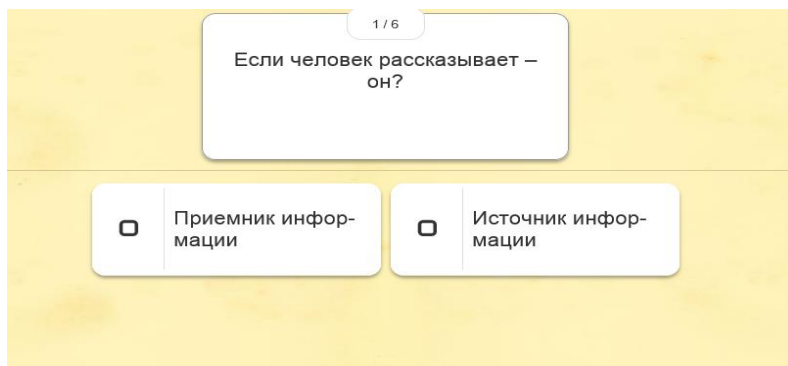 1 / 6
Если человек рассказывает –
он?
Приемник инфор-
мации
Источник инфор-
мации